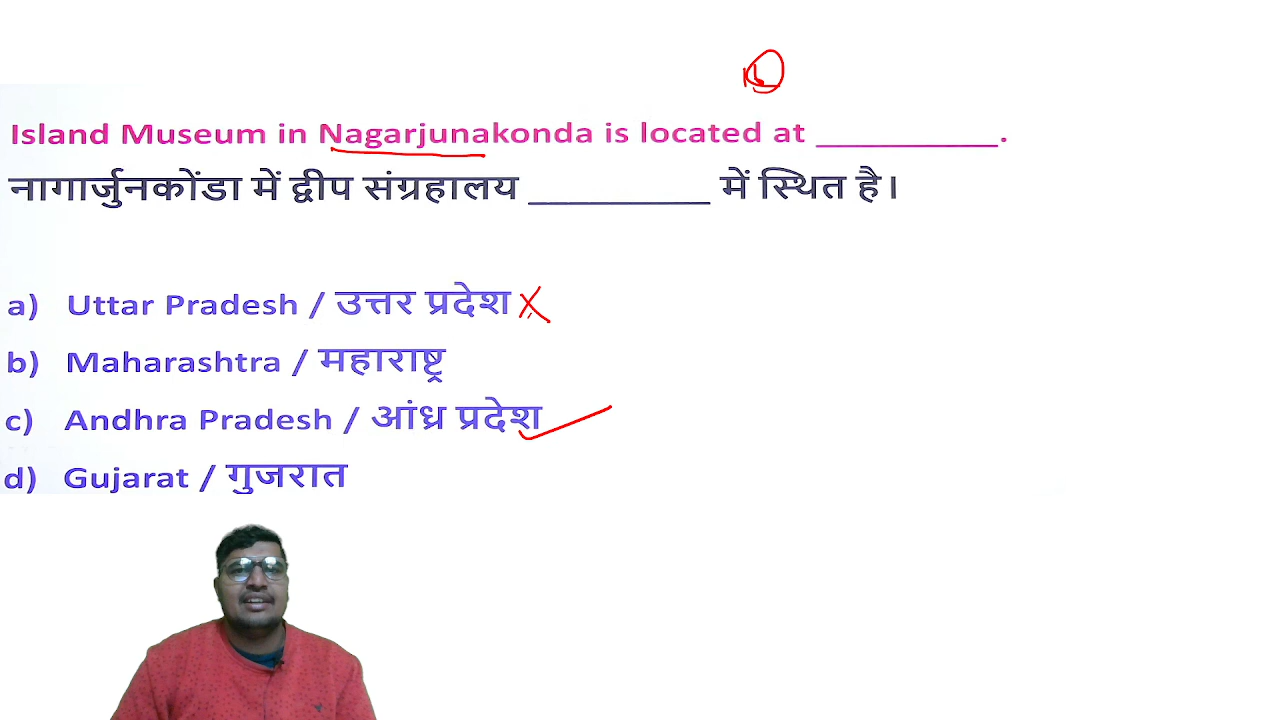 Island Museum in Nagarjunakonda is located at __________.
नागार्जुनकोंडा में द्वीप संग्रहालय __________ में स्थित है।
a) Uttar Pradesh / उत्तर प्रदेश
b) Maharashtra / महाराष्ट्र
c) Andhra Pradesh / आंध्र प्रदेश
d) Gujarat / गुजरात